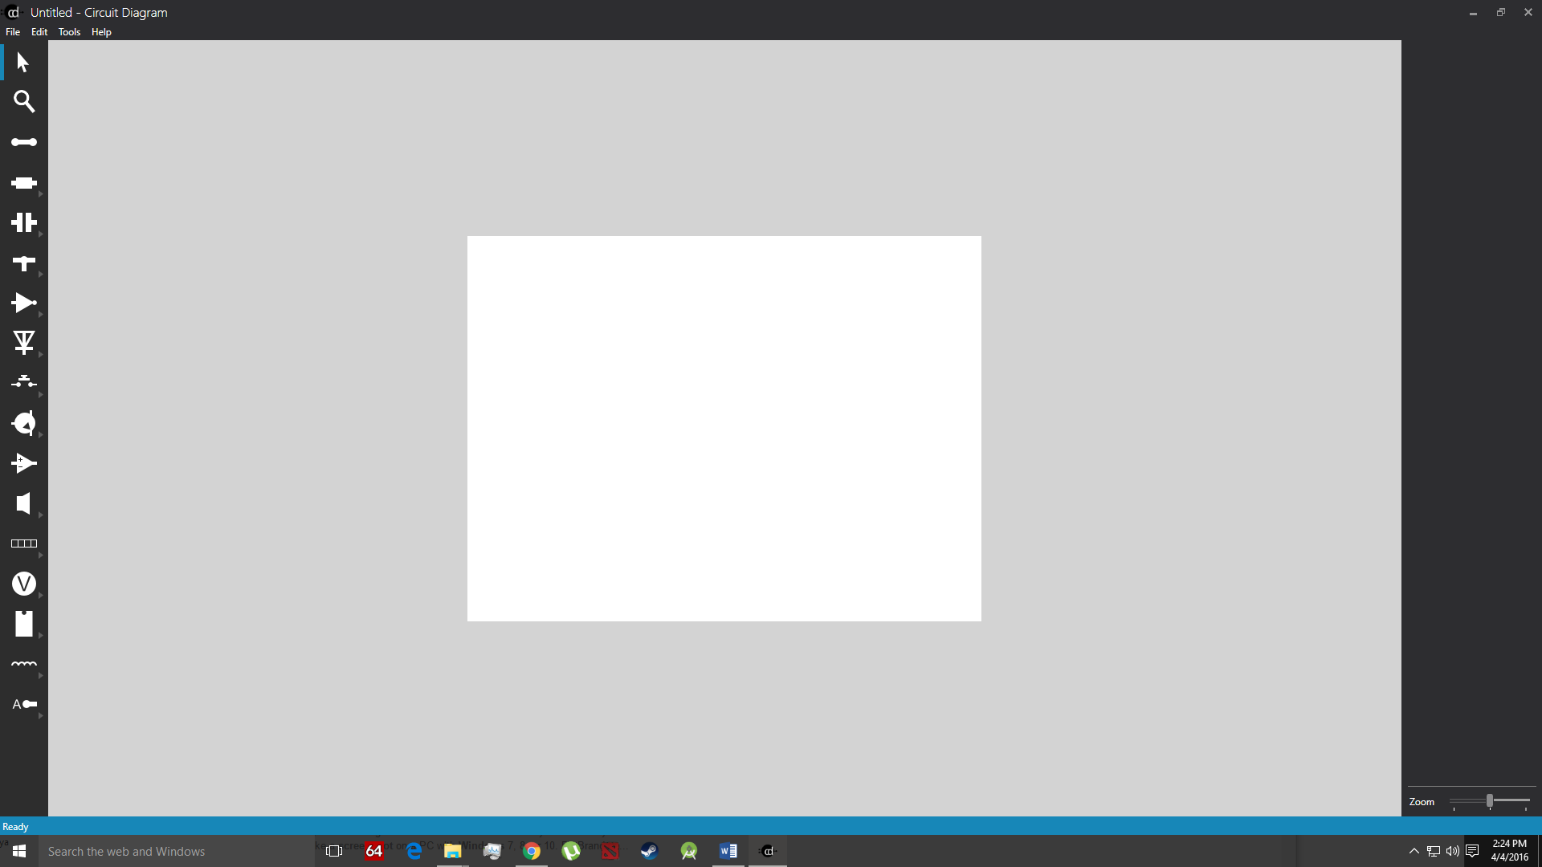 cd Untitled - Circuit Diagram
File Edit Tools Help
V
A
Zoom
Ready
Search the web and Windows
64
2:24 PM
4/4/2016